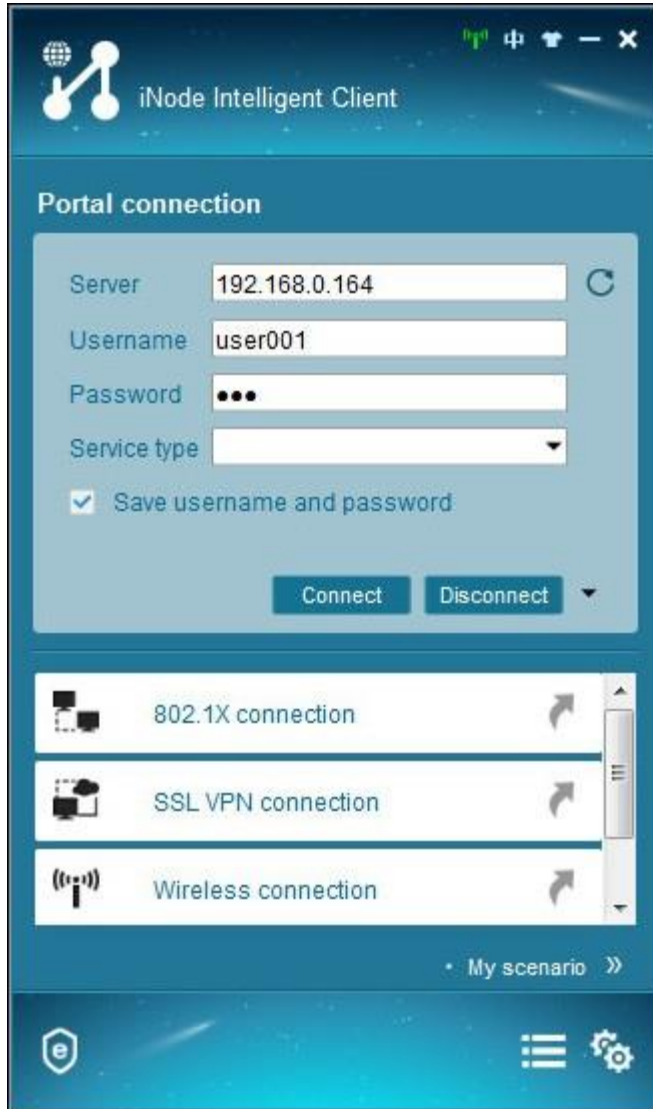 中
iNode Intelligent Client
Portal connection
Server 192.168.0.164
Username user001
Password •••
Service type
Save username and password
Connect Disconnect
802.1X connection
SSL VPN connection
Wireless connection
• My scenario »
e